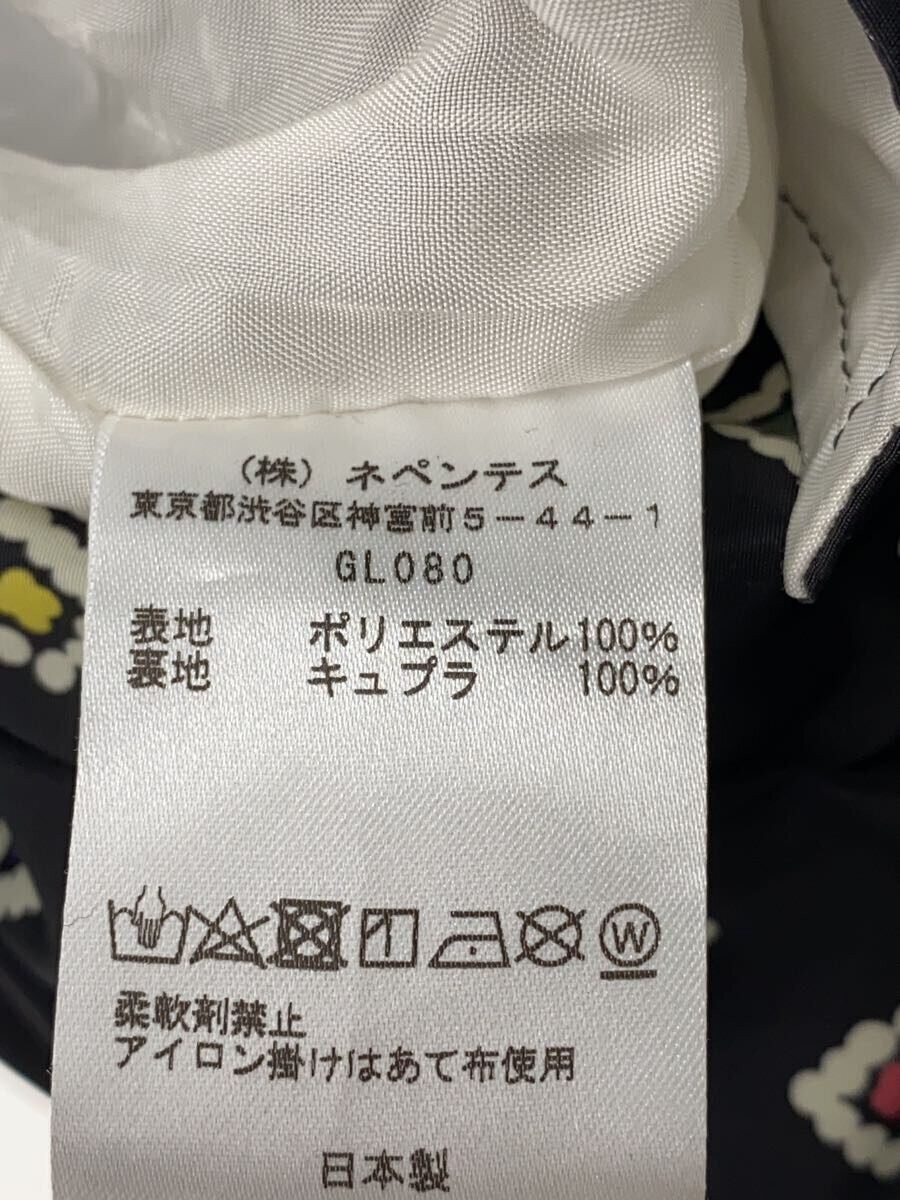 （株）ネペンテス
東京都渋谷区神宮前5－44－1
GL080
表地 ポリエステル100%
裏地 キュプラ 100%
W
柔軟剤禁止
アイロン掛けはあて布使用
日本製